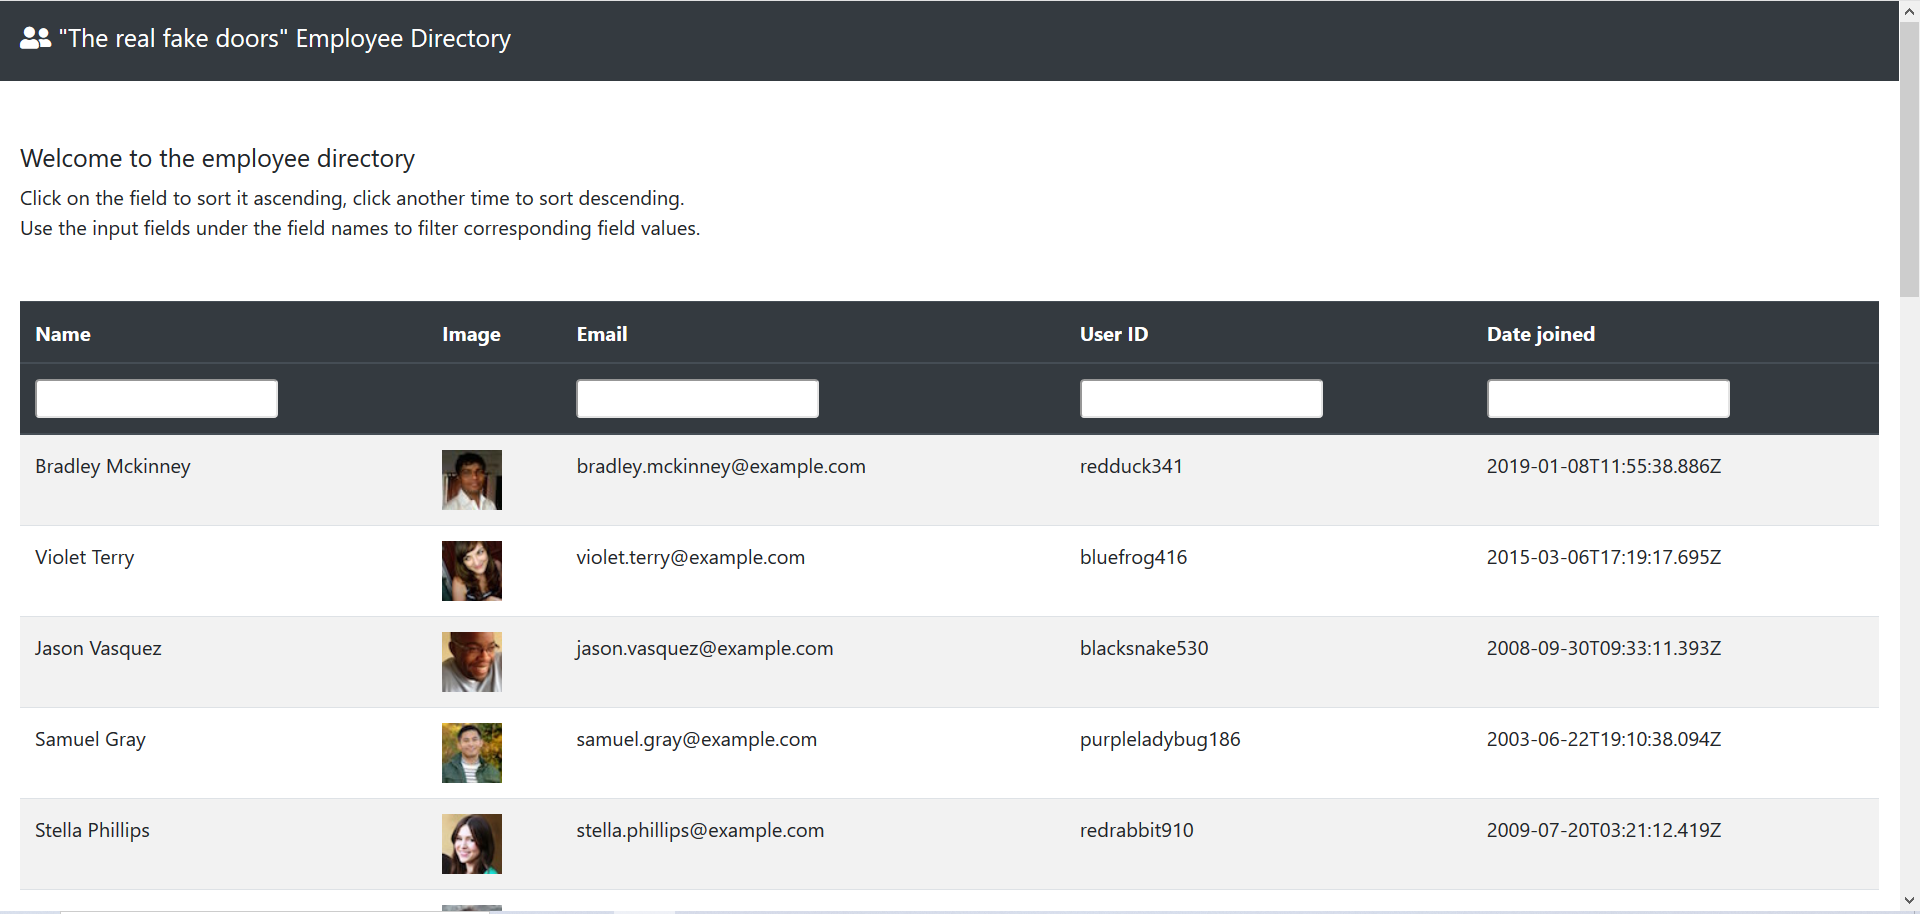 "The real fake doors" Employee Directory
Welcome to the employee directory
Click on the field to sort it ascending, click another time to sort descending.
Use the input fields under the field names to filter corresponding field values.
Name Image Email User ID Date joined
Bradley Mckinney bradley.mckinney@example.com redduck341 2019-01-08T11:55:38.886Z
Violet Terry violet.terry@example.com bluefrog416 2015-03-06T17:19:17.695Z
Jason Vasquez jason.vasquez@example.com blacksnake530 2008-09-30T09:33:11.393Z
Samuel Gray samuel.gray@example.com purpleladybug186 2003-06-22T19:10:38.094Z
Stella Phillips stella.phillips@example.com redrabbit910 2009-07-20T03:21:12.419Z